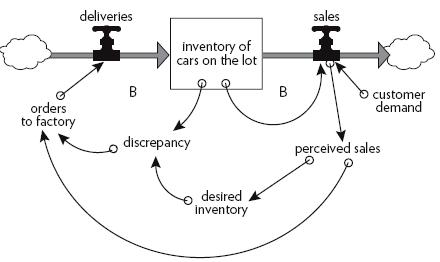 deliveries
sales
inventory of
cars on the lot
B
B
customer
demand
orders
to factory
discrepancy
perceived sales
desired
inventory